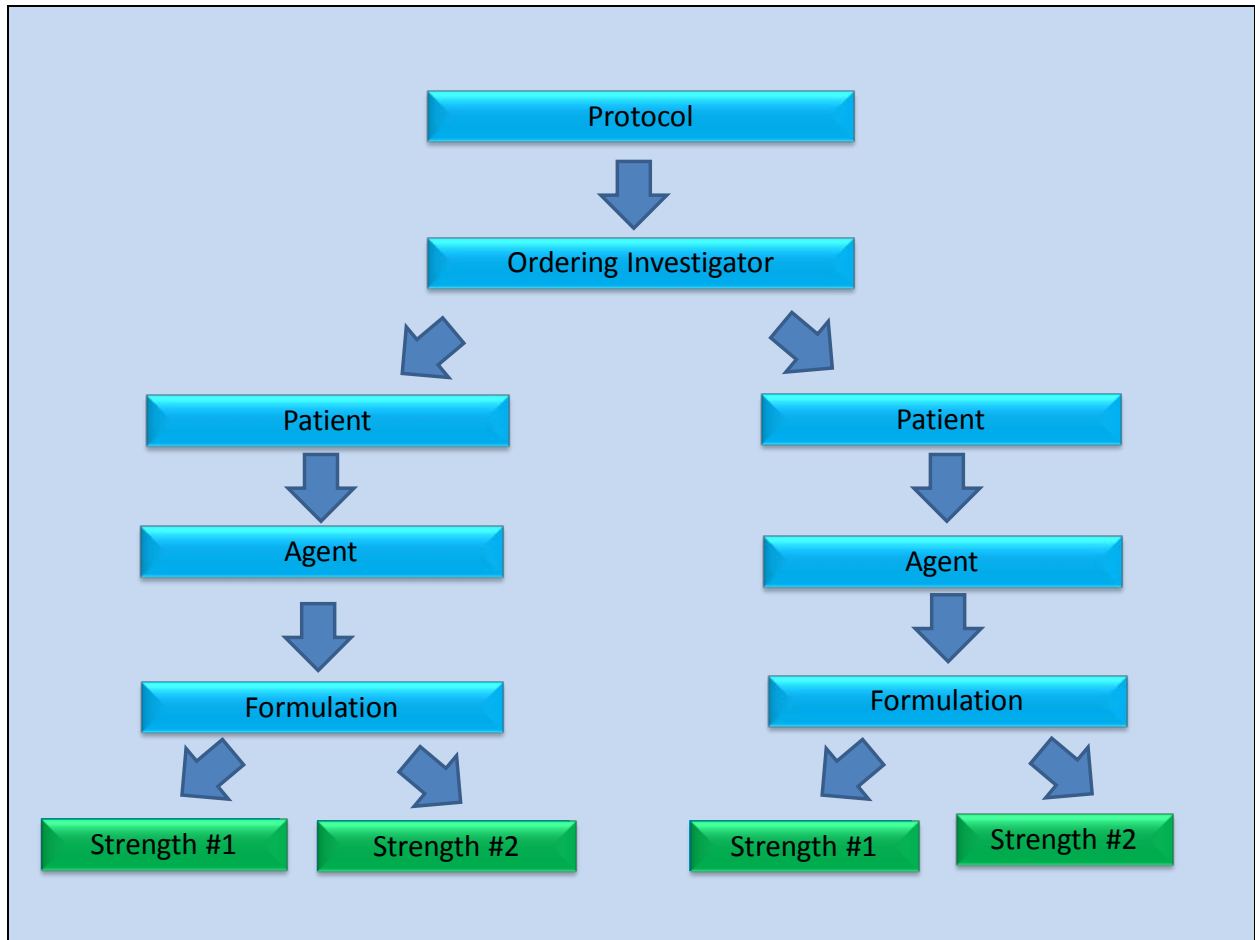 Protocol
Ordering Investigator
Patient
Patient
Agent
Agent
Formulation
Formulation
Strength #1
Strength #2
Strength #1
Strength #2